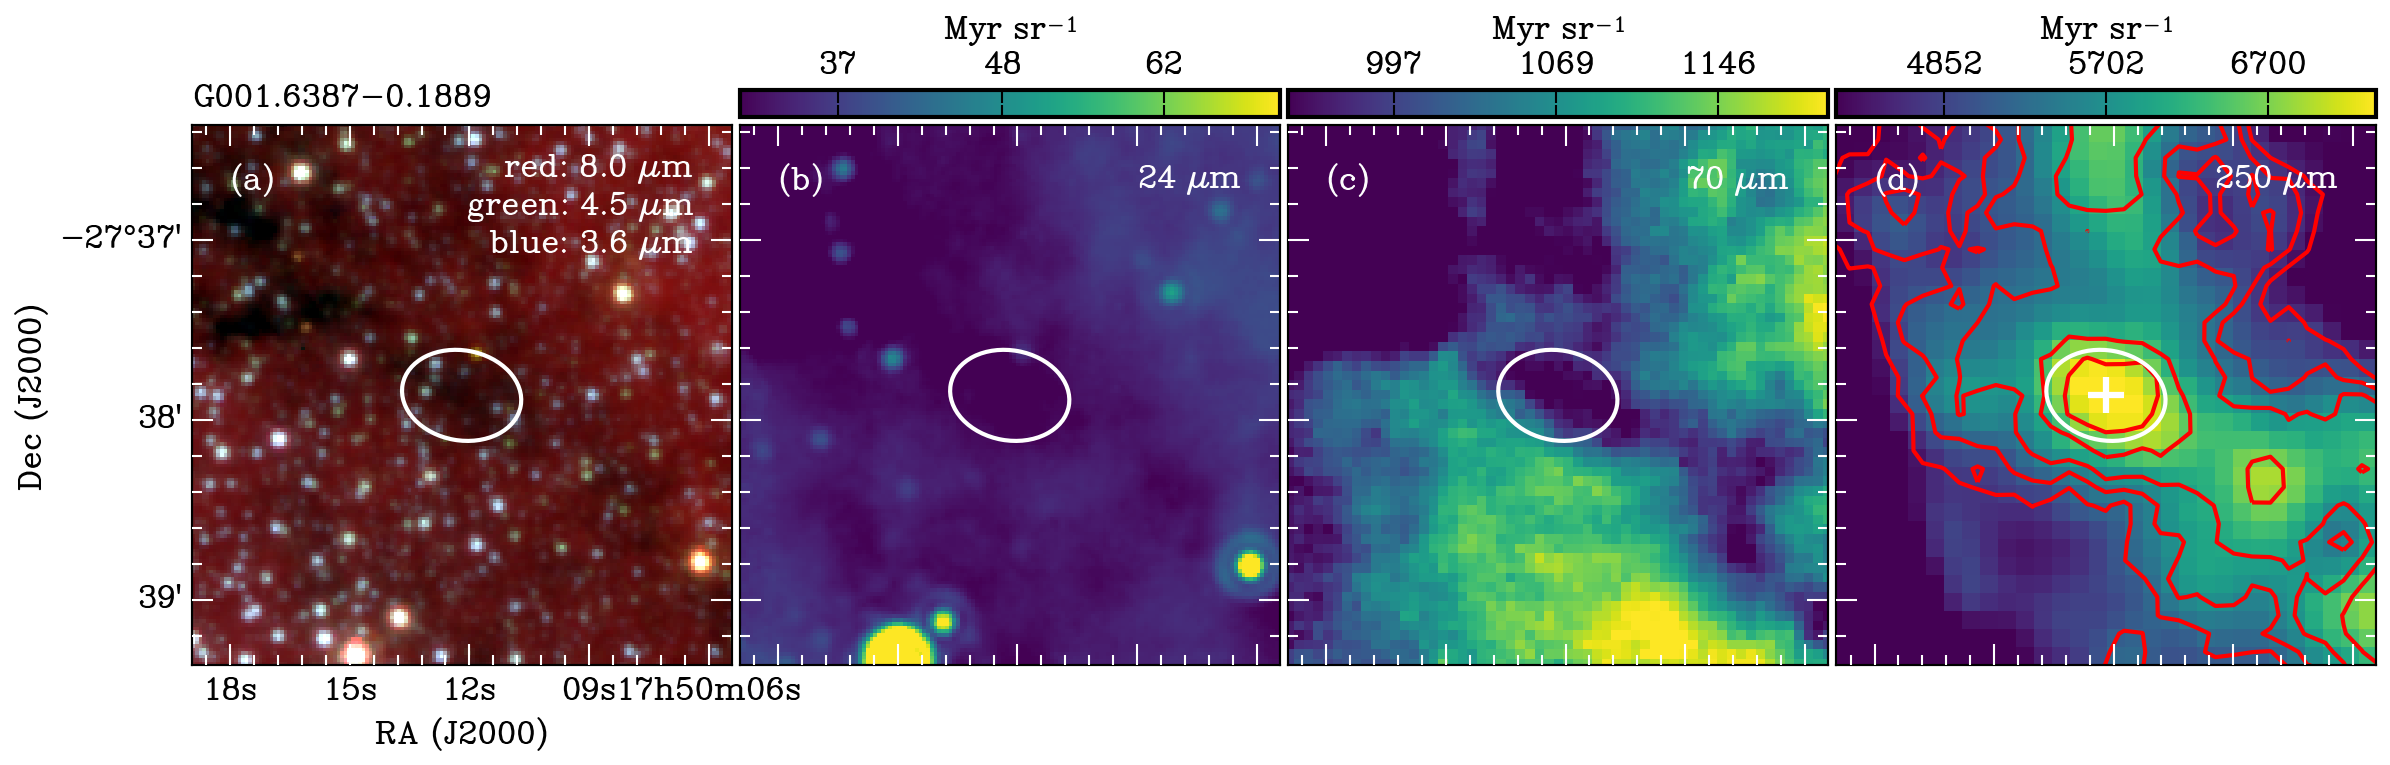 Myr sr⁻¹ Myr sr⁻¹ Myr sr⁻¹
37 48 62 997 1069 1146 4852 5702 6700
G001.6387−0.1889
(a) red: 8.0 μm
green: 4.5 μm
blue: 3.6 μm
(b) 24 μm
(c) 70 μm
(d) 250 μm
−27°37'
38'
39'
Dec (J2000)
18s 15s 12s 09s17h50m06s
RA (J2000)